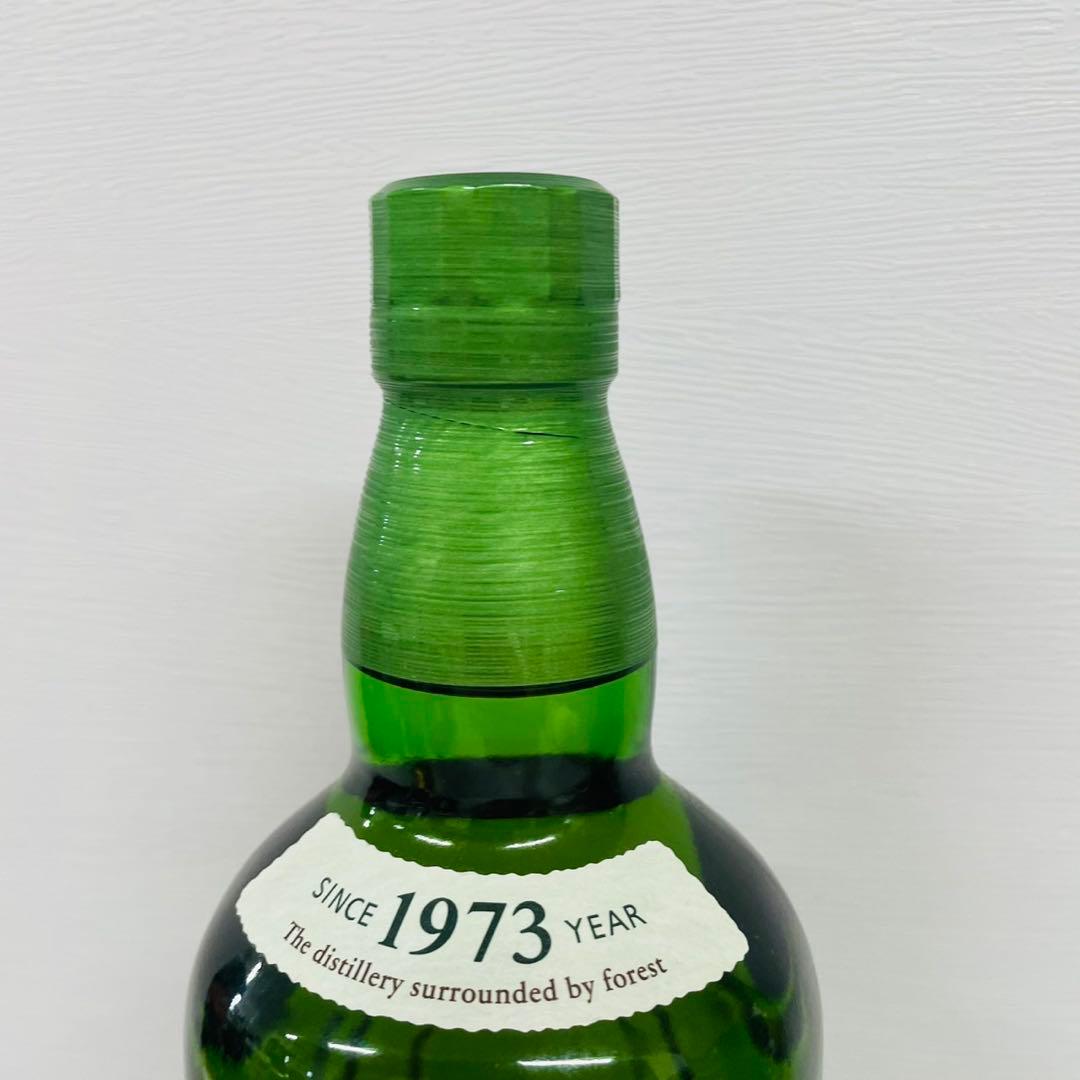 SINCE 1973 YEAR
The distillery surrounded by forest